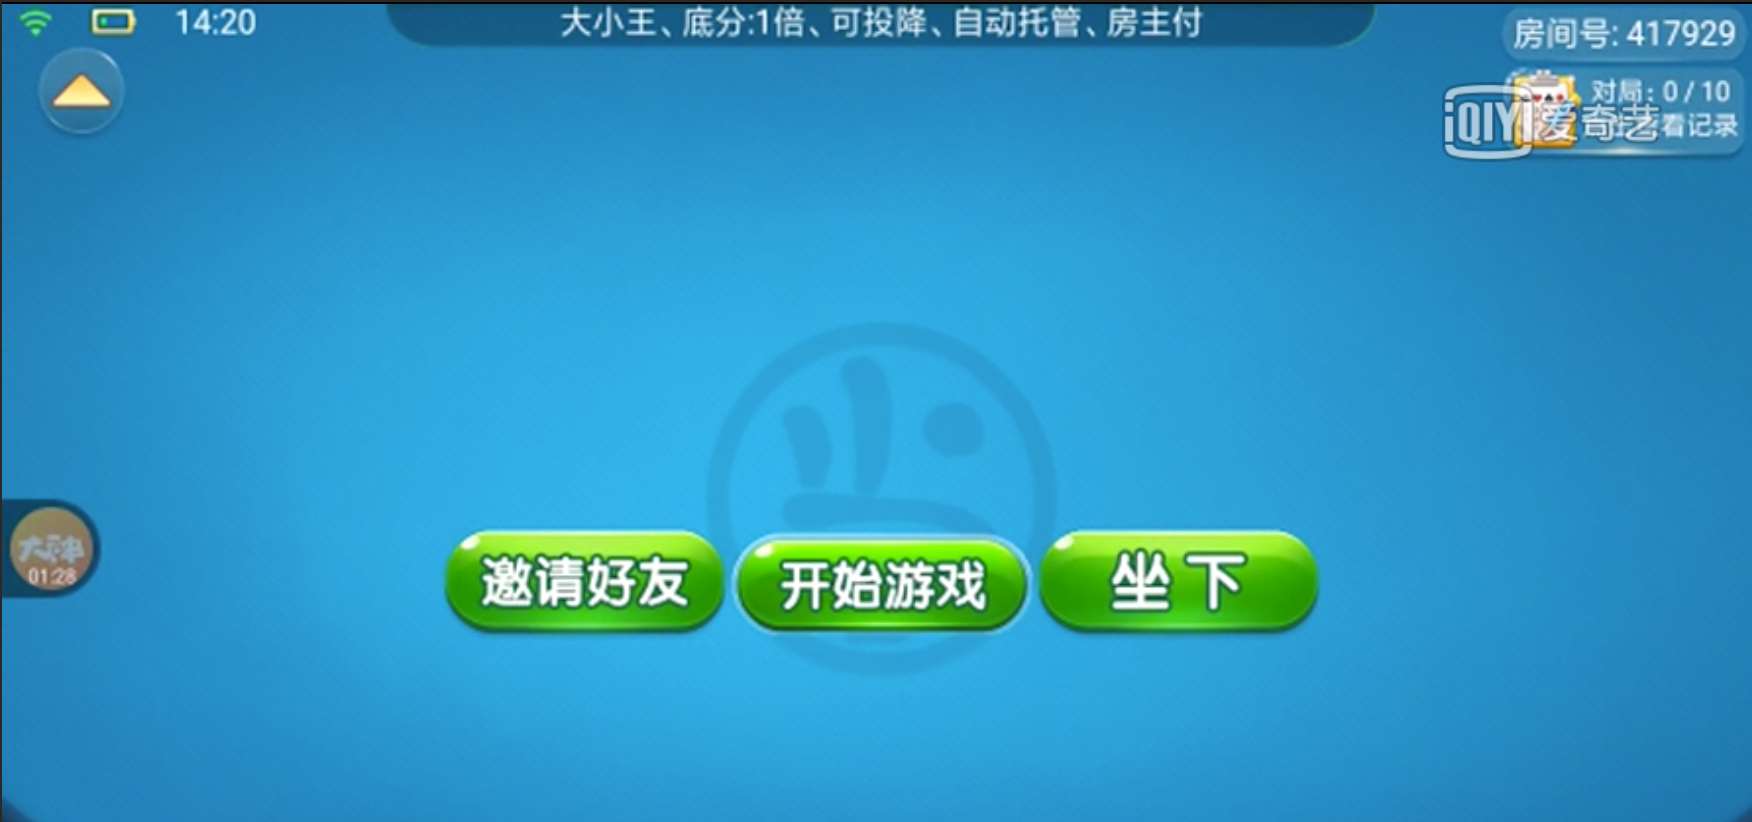 14:20
大小王、底分:1倍、可投降、自动托管、房主付
房间号: 417929
对局: 0 / 10
看记录
iQIYI 爱奇艺
大神
01:28
邀请好友
开始游戏
坐下